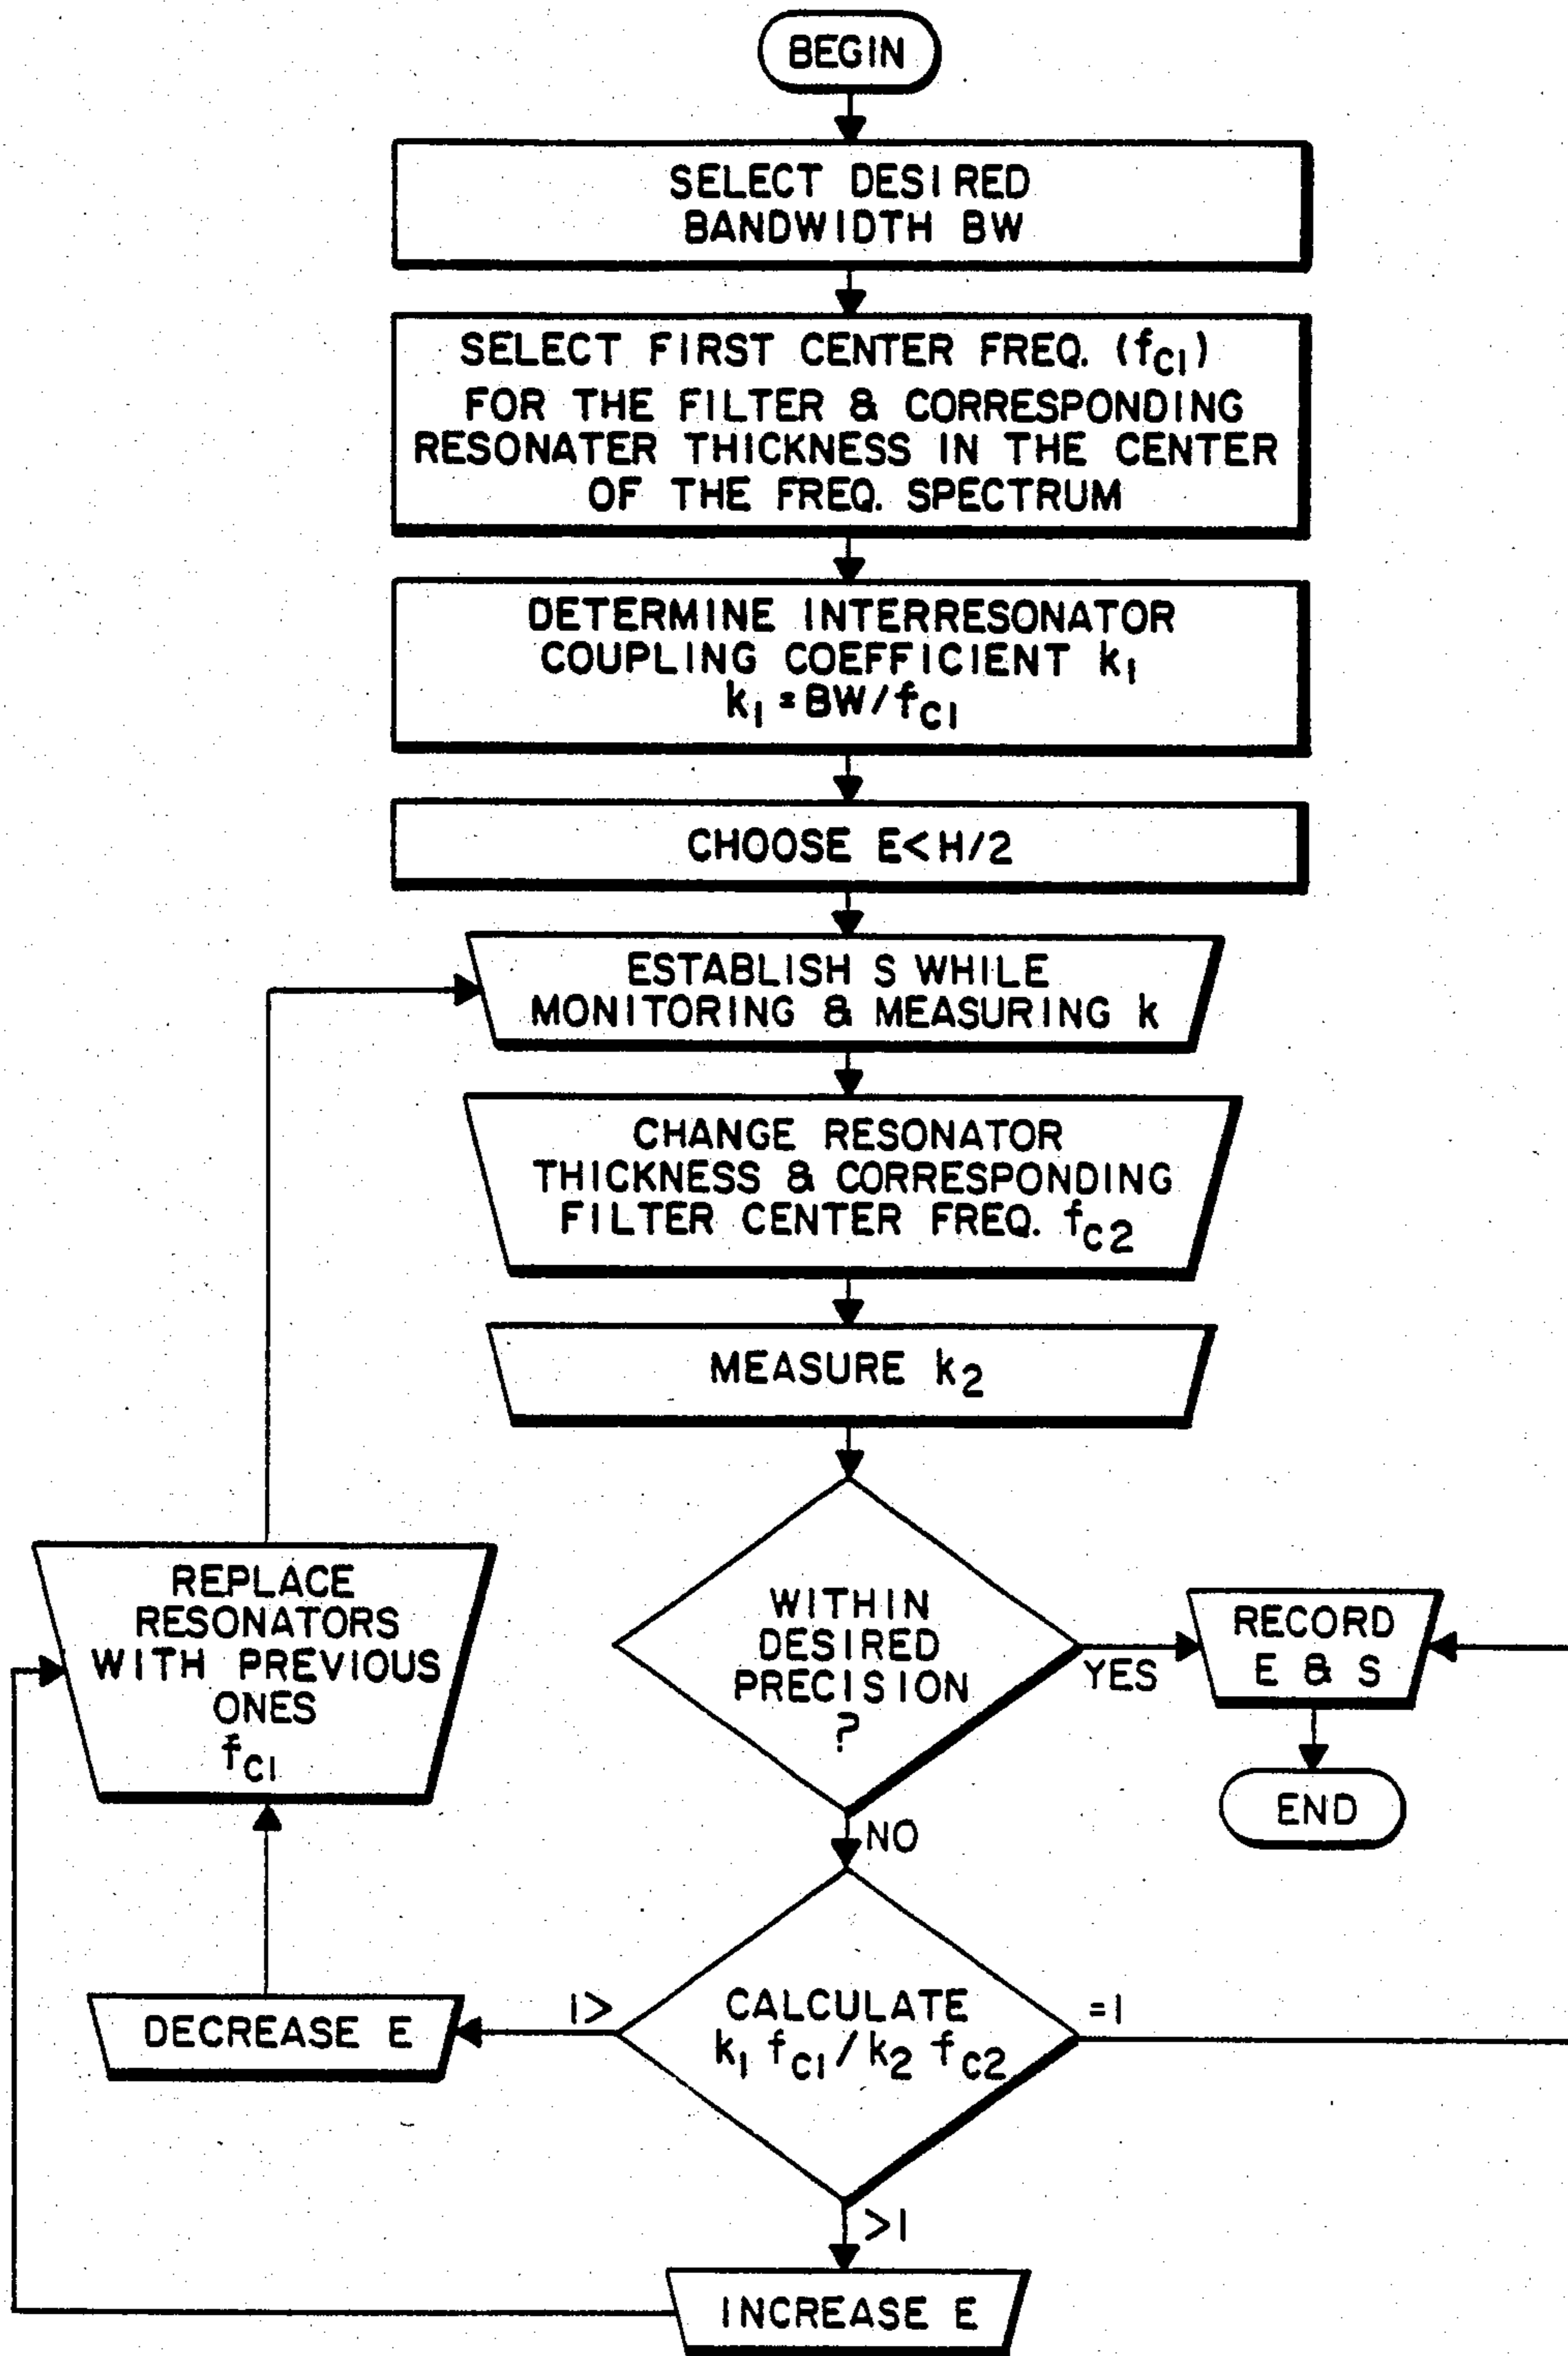 BEGIN
SELECT DESIRED
BANDWIDTH BW
SELECT FIRST CENTER FREQ. (fC1)
FOR THE FILTER & CORRESPONDING
RESONATER THICKNESS IN THE CENTER
OF THE FREQ. SPECTRUM
DETERMINE INTERRESONATOR
COUPLING COEFFICIENT k1
k1 = BW/fC1
CHOOSE E<H/2
ESTABLISH S WHILE
MONITORING & MEASURING k
CHANGE RESONATOR
THICKNESS & CORRESPONDING
FILTER CENTER FREQ. fC2
MEASURE k2
REPLACE
RESONATORS
WITH PREVIOUS
ONES
fC1
WITHIN
DESIRED
PRECISION
?
YES
RECORD
E & S
END
NO
DECREASE E
1>
CALCULATE
k1 fC1/k2 fC2
=1
>1
INCREASE E